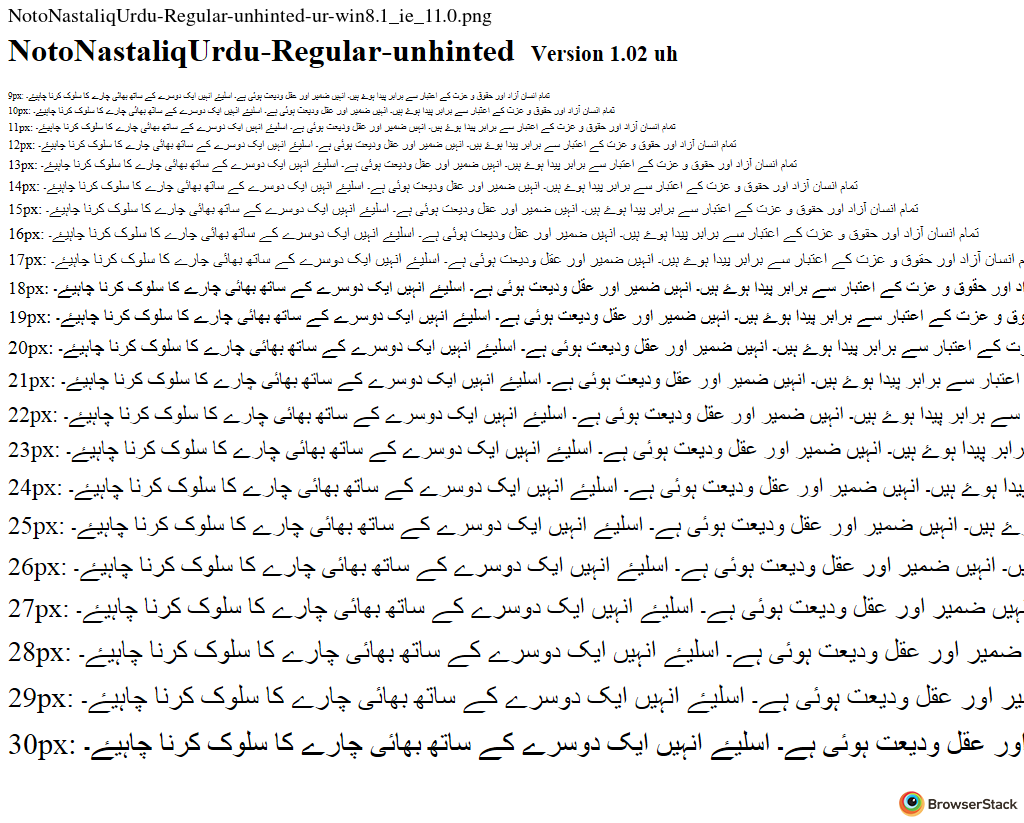 NotoNastaliqUrdu-Regular-unhinted-ur-win8.1_ie_11.0.png
NotoNastaliqUrdu-Regular-unhinted Version 1.02 uh
9px: تمام انسان آزاد اور حقوق و عزت کے اعتبار سے برابر پیدا ہوۓ ہیں۔ انہیں ضمیر اور عقل ودیعت ہوئی ہے۔ اسلیۓ انہیں ایک دوسرے کے ساتھ بھائی چارے کا سلوک کرنا چاہیۓ۔
10px: تمام انسان آزاد اور حقوق و عزت کے اعتبار سے برابر پیدا ہوۓ ہیں۔ انہیں ضمیر اور عقل ودیعت ہوئی ہے۔ اسلیۓ انہیں ایک دوسرے کے ساتھ بھائی چارے کا سلوک کرنا چاہیۓ۔
11px: تمام انسان آزاد اور حقوق و عزت کے اعتبار سے برابر پیدا ہوۓ ہیں۔ انہیں ضمیر اور عقل ودیعت ہوئی ہے۔ اسلیۓ انہیں ایک دوسرے کے ساتھ بھائی چارے کا سلوک کرنا چاہیۓ۔
12px: تمام انسان آزاد اور حقوق و عزت کے اعتبار سے برابر پیدا ہوۓ ہیں۔ انہیں ضمیر اور عقل ودیعت ہوئی ہے۔ اسلیۓ انہیں ایک دوسرے کے ساتھ بھائی چارے کا سلوک کرنا چاہیۓ۔
13px: تمام انسان آزاد اور حقوق و عزت کے اعتبار سے برابر پیدا ہوۓ ہیں۔ انہیں ضمیر اور عقل ودیعت ہوئی ہے۔ اسلیۓ انہیں ایک دوسرے کے ساتھ بھائی چارے کا سلوک کرنا چاہیۓ۔
14px: تمام انسان آزاد اور حقوق و عزت کے اعتبار سے برابر پیدا ہوۓ ہیں۔ انہیں ضمیر اور عقل ودیعت ہوئی ہے۔ اسلیۓ انہیں ایک دوسرے کے ساتھ بھائی چارے کا سلوک کرنا چاہیۓ۔
15px: تمام انسان آزاد اور حقوق و عزت کے اعتبار سے برابر پیدا ہوۓ ہیں۔ انہیں ضمیر اور عقل ودیعت ہوئی ہے۔ اسلیۓ انہیں ایک دوسرے کے ساتھ بھائی چارے کا سلوک کرنا چاہیۓ۔
16px: تمام انسان آزاد اور حقوق و عزت کے اعتبار سے برابر پیدا ہوۓ ہیں۔ انہیں ضمیر اور عقل ودیعت ہوئی ہے۔ اسلیۓ انہیں ایک دوسرے کے ساتھ بھائی چارے کا سلوک کرنا چاہیۓ۔
17px: انسان آزاد اور حقوق و عزت کے اعتبار سے برابر پیدا ہوۓ ہیں۔ انہیں ضمیر اور عقل ودیعت ہوئی ہے۔ اسلیۓ انہیں ایک دوسرے کے ساتھ بھائی چارے کا سلوک کرنا چاہیۓ۔
18px: اور حقوق و عزت کے اعتبار سے برابر پیدا ہوۓ ہیں۔ انہیں ضمیر اور عقل ودیعت ہوئی ہے۔ اسلیۓ انہیں ایک دوسرے کے ساتھ بھائی چارے کا سلوک کرنا چاہیۓ۔
19px: و عزت کے اعتبار سے برابر پیدا ہوۓ ہیں۔ انہیں ضمیر اور عقل ودیعت ہوئی ہے۔ اسلیۓ انہیں ایک دوسرے کے ساتھ بھائی چارے کا سلوک کرنا چاہیۓ۔
20px: کے اعتبار سے برابر پیدا ہوۓ ہیں۔ انہیں ضمیر اور عقل ودیعت ہوئی ہے۔ اسلیۓ انہیں ایک دوسرے کے ساتھ بھائی چارے کا سلوک کرنا چاہیۓ۔
21px: اعتبار سے برابر پیدا ہوۓ ہیں۔ انہیں ضمیر اور عقل ودیعت ہوئی ہے۔ اسلیۓ انہیں ایک دوسرے کے ساتھ بھائی چارے کا سلوک کرنا چاہیۓ۔
22px: سے برابر پیدا ہوۓ ہیں۔ انہیں ضمیر اور عقل ودیعت ہوئی ہے۔ اسلیۓ انہیں ایک دوسرے کے ساتھ بھائی چارے کا سلوک کرنا چاہیۓ۔
23px: پیدا ہوۓ ہیں۔ انہیں ضمیر اور عقل ودیعت ہوئی ہے۔ اسلیۓ انہیں ایک دوسرے کے ساتھ بھائی چارے کا سلوک کرنا چاہیۓ۔
24px: ہوۓ ہیں۔ انہیں ضمیر اور عقل ودیعت ہوئی ہے۔ اسلیۓ انہیں ایک دوسرے کے ساتھ بھائی چارے کا سلوک کرنا چاہیۓ۔
25px: ہیں۔ انہیں ضمیر اور عقل ودیعت ہوئی ہے۔ اسلیۓ انہیں ایک دوسرے کے ساتھ بھائی چارے کا سلوک کرنا چاہیۓ۔
26px: انہیں ضمیر اور عقل ودیعت ہوئی ہے۔ اسلیۓ انہیں ایک دوسرے کے ساتھ بھائی چارے کا سلوک کرنا چاہیۓ۔
27px: ضمیر اور عقل ودیعت ہوئی ہے۔ اسلیۓ انہیں ایک دوسرے کے ساتھ بھائی چارے کا سلوک کرنا چاہیۓ۔
28px: ضمیر اور عقل ودیعت ہوئی ہے۔ اسلیۓ انہیں ایک دوسرے کے ساتھ بھائی چارے کا سلوک کرنا چاہیۓ۔
29px: اور عقل ودیعت ہوئی ہے۔ اسلیۓ انہیں ایک دوسرے کے ساتھ بھائی چارے کا سلوک کرنا چاہیۓ۔
30px: اور عقل ودیعت ہوئی ہے۔ اسلیۓ انہیں ایک دوسرے کے ساتھ بھائی چارے کا سلوک کرنا چاہیۓ۔
BrowserStack